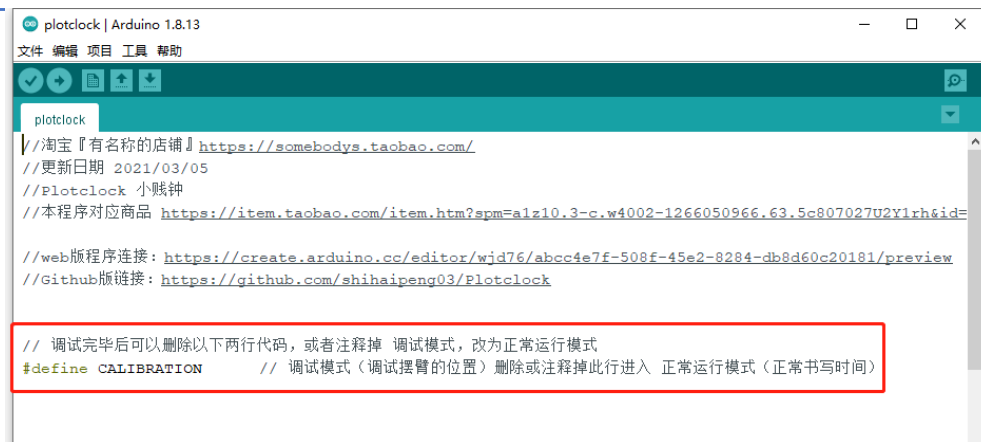 plotclock | Arduino 1.8.13
文件 编辑 项目 工具 帮助
plotclock
//淘宝『有名称的店铺』https://somebodys.taobao.com/
//更新日期 2021/03/05
//Plotclock 小贱钟
//本程序对应商品 https://item.taobao.com/item.htm?spm=a1z10.3-c.w4002-1266050966.63.5c807027U2Y1rh&id=
//web版程序连接：https://create.arduino.cc/editor/wjd76/abcc4e7f-508f-45e2-8284-db8d60c20181/preview
//Github版链接：https://github.com/shihaipeng03/Plotclock
// 调试完毕后可以删除以下两行代码，或者注释掉 调试模式，改为正常运行模式
#define CALIBRATION // 调试模式（调试摆臂的位置）删除或注释掉此行进入 正常运行模式（正常书写时间）